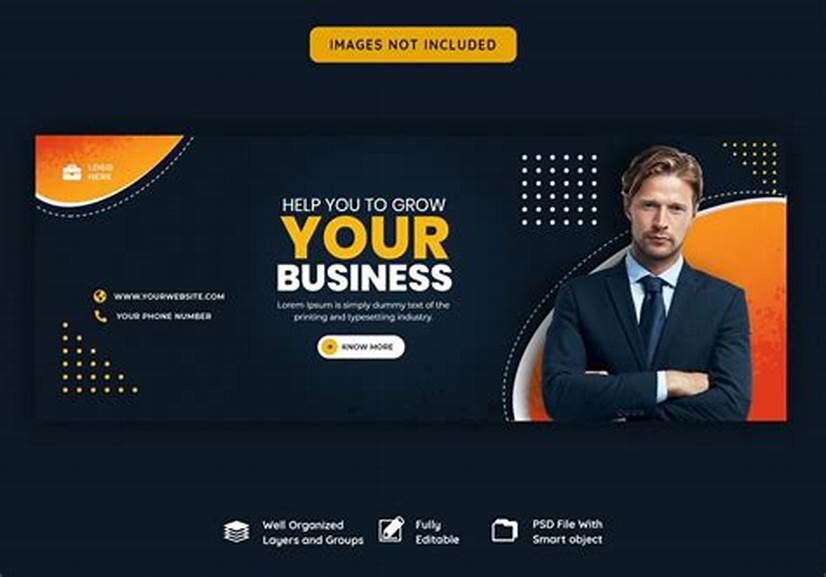 IMAGES NOT INCLUDED
LOGO
HERE
HELP YOU TO GROW
YOUR
BUSINESS
Lorem Ipsum is simply dummy text of the
printing and typesetting industry.
KNOW MORE
WWW.YOURWEBSITE.COM
YOUR PHONE NUMBER
Well Organized
Layers and Groups
Fully
Editable
PSD File With
Smart object